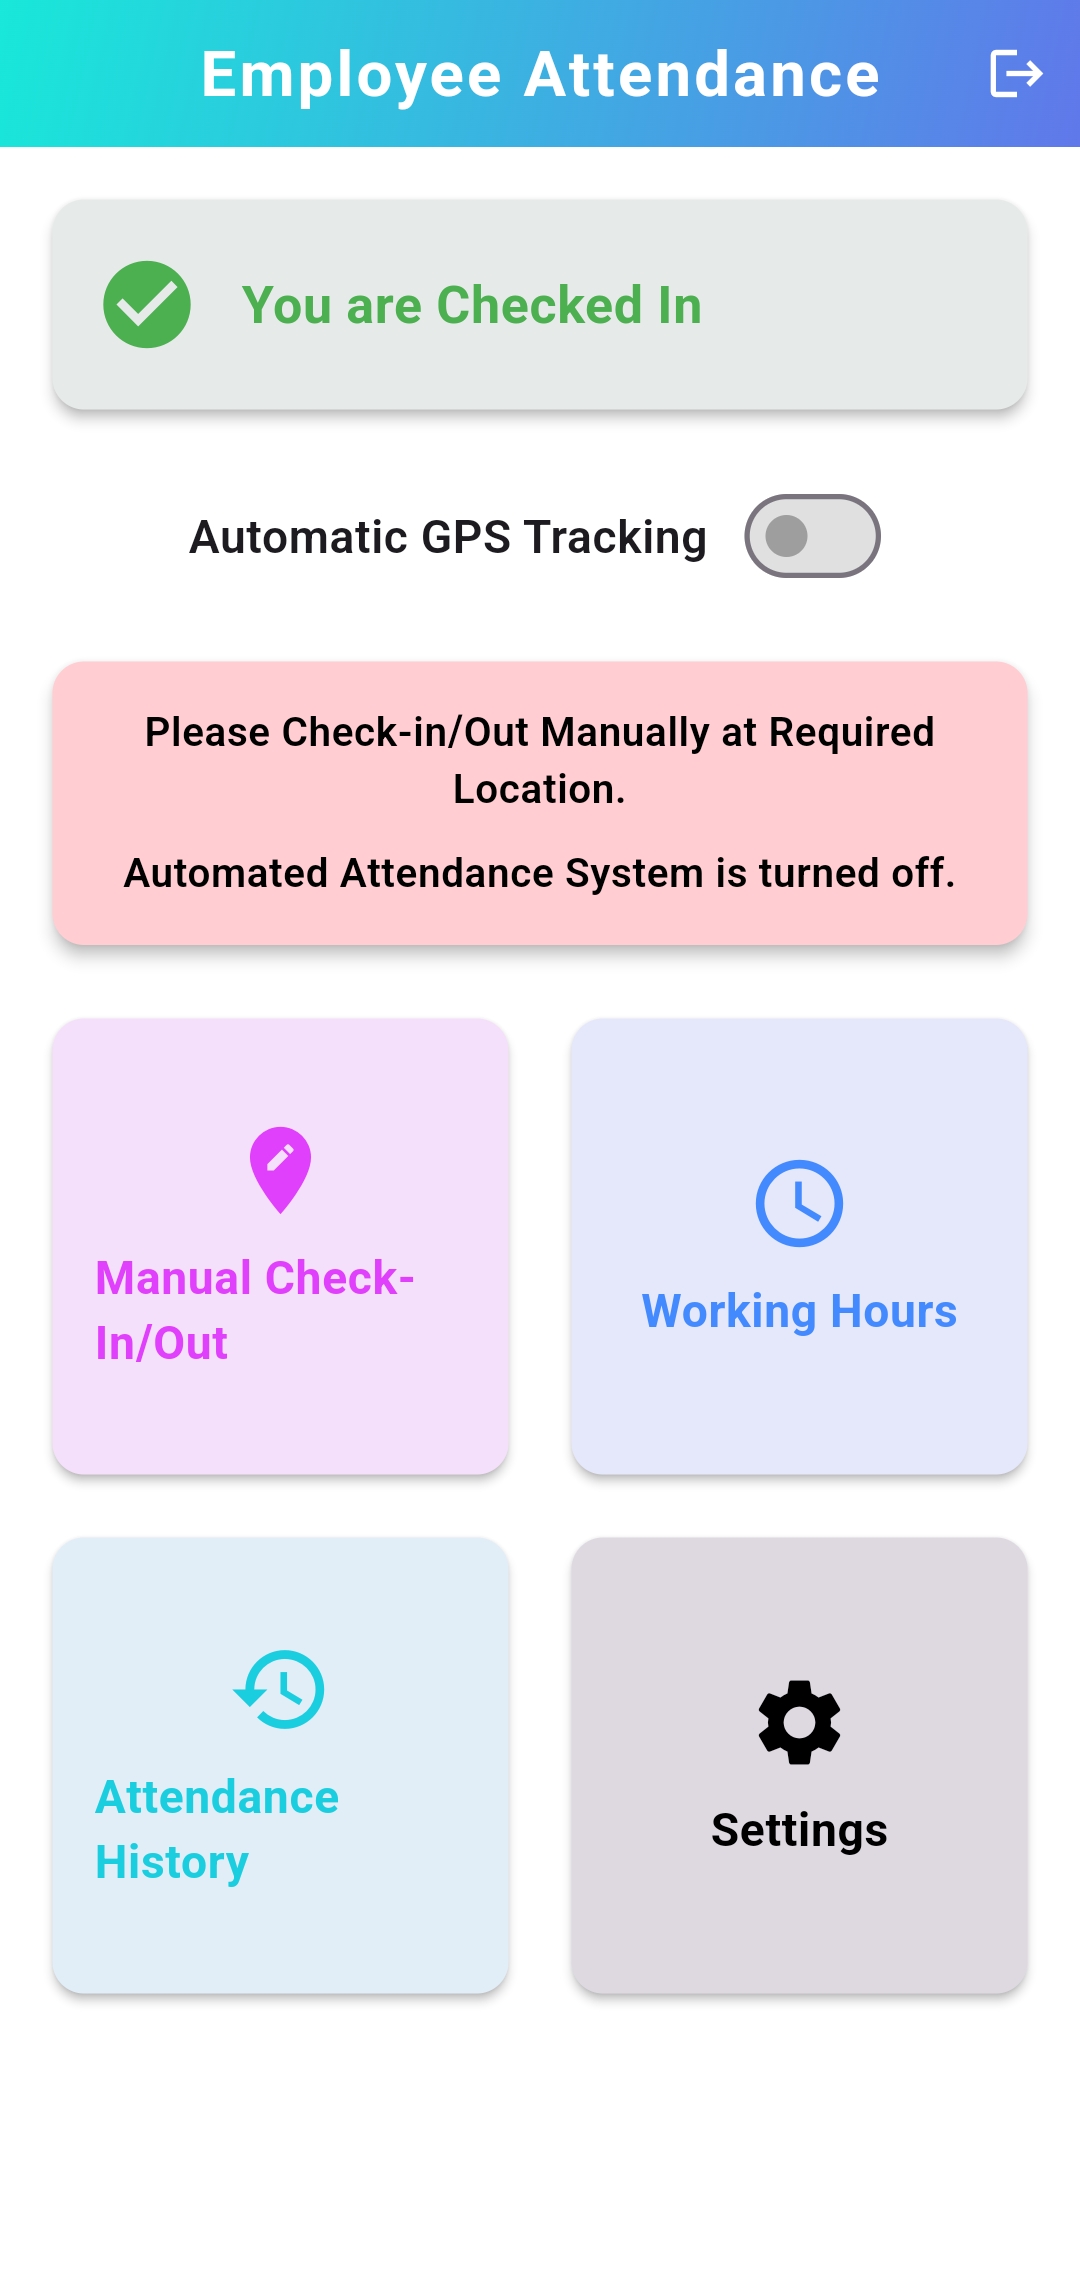 Employee Attendance
You are Checked In
Automatic GPS Tracking
Please Check-in/Out Manually at Required
Location.
Automated Attendance System is turned off.
Manual Check-
In/Out
Working Hours
Attendance
History
Settings